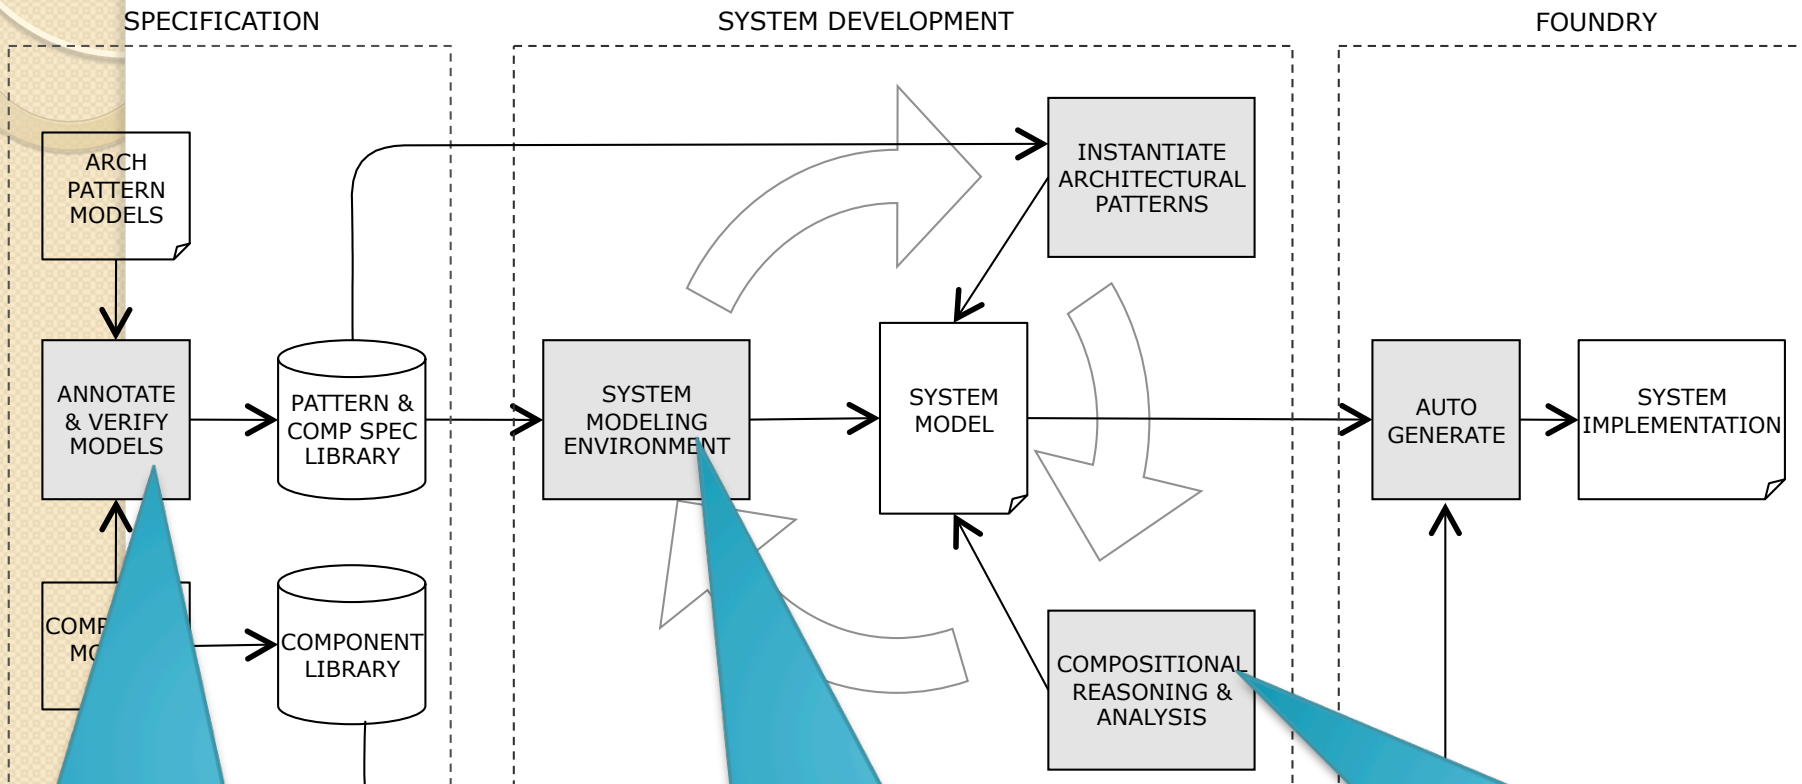 SPECIFICATION
SYSTEM DEVELOPMENT
FOUNDRY
ARCH
PATTERN
MODELS
INSTANTIATE
ARCHITECTURAL
PATTERNS
ANNOTATE
& VERIFY
MODELS
PATTERN &
COMP SPEC
LIBRARY
SYSTEM
MODELING
ENVIRONMENT
SYSTEM
MODEL
AUTO
GENERATE
SYSTEM
IMPLEMENTATION
COMPONENT
LIBRARY
COMPOSITIONAL
REASONING &
ANALYSIS